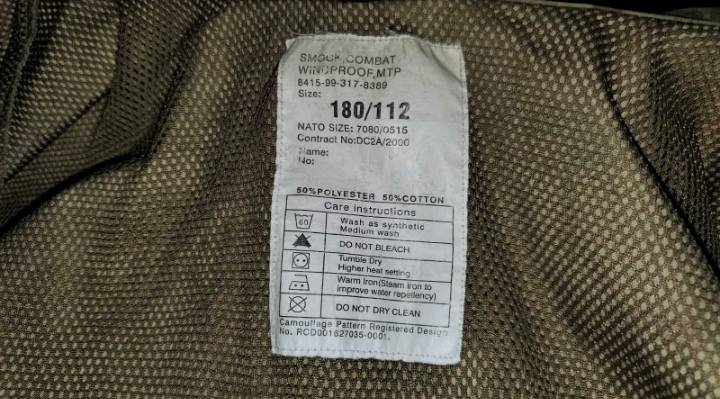 SMOCK,COMBAT
WINDPROOF,MTP
8415-99-317-8389
Size:
180/112
NATO SIZE: 7080/0515
Contract No:DC2A/2000
Name:
No:
50%POLYESTER 50%COTTON
Care instructions
60
Wash as synthetic
Medium wash
DO NOT BLEACH
Tumble Dry
Higher heat setting
Warm Iron(Steam Iron to
improve water repellency)
DO NOT DRY CLEAN
Camouflage Pattern Registered Design
No. RCD001627035-0001.